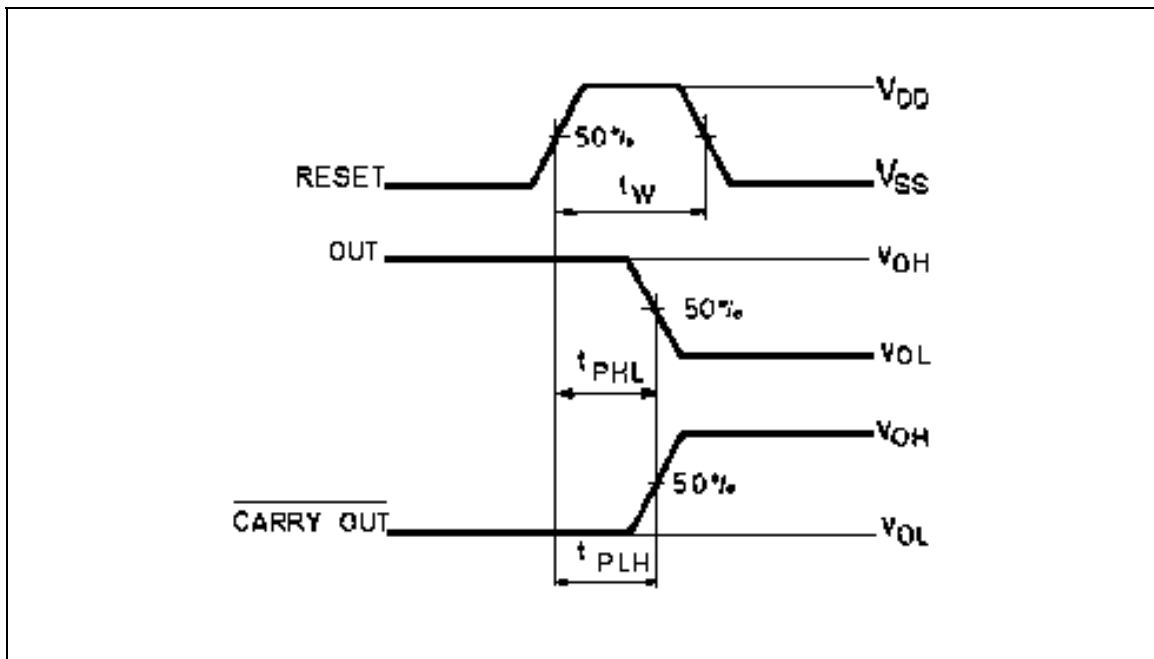 VDD
50%
RESET
VSS
tW
OUT
VOH
50%
VOL
tPHL
VOH
50%
CARRY OUT
VOL
tPLH